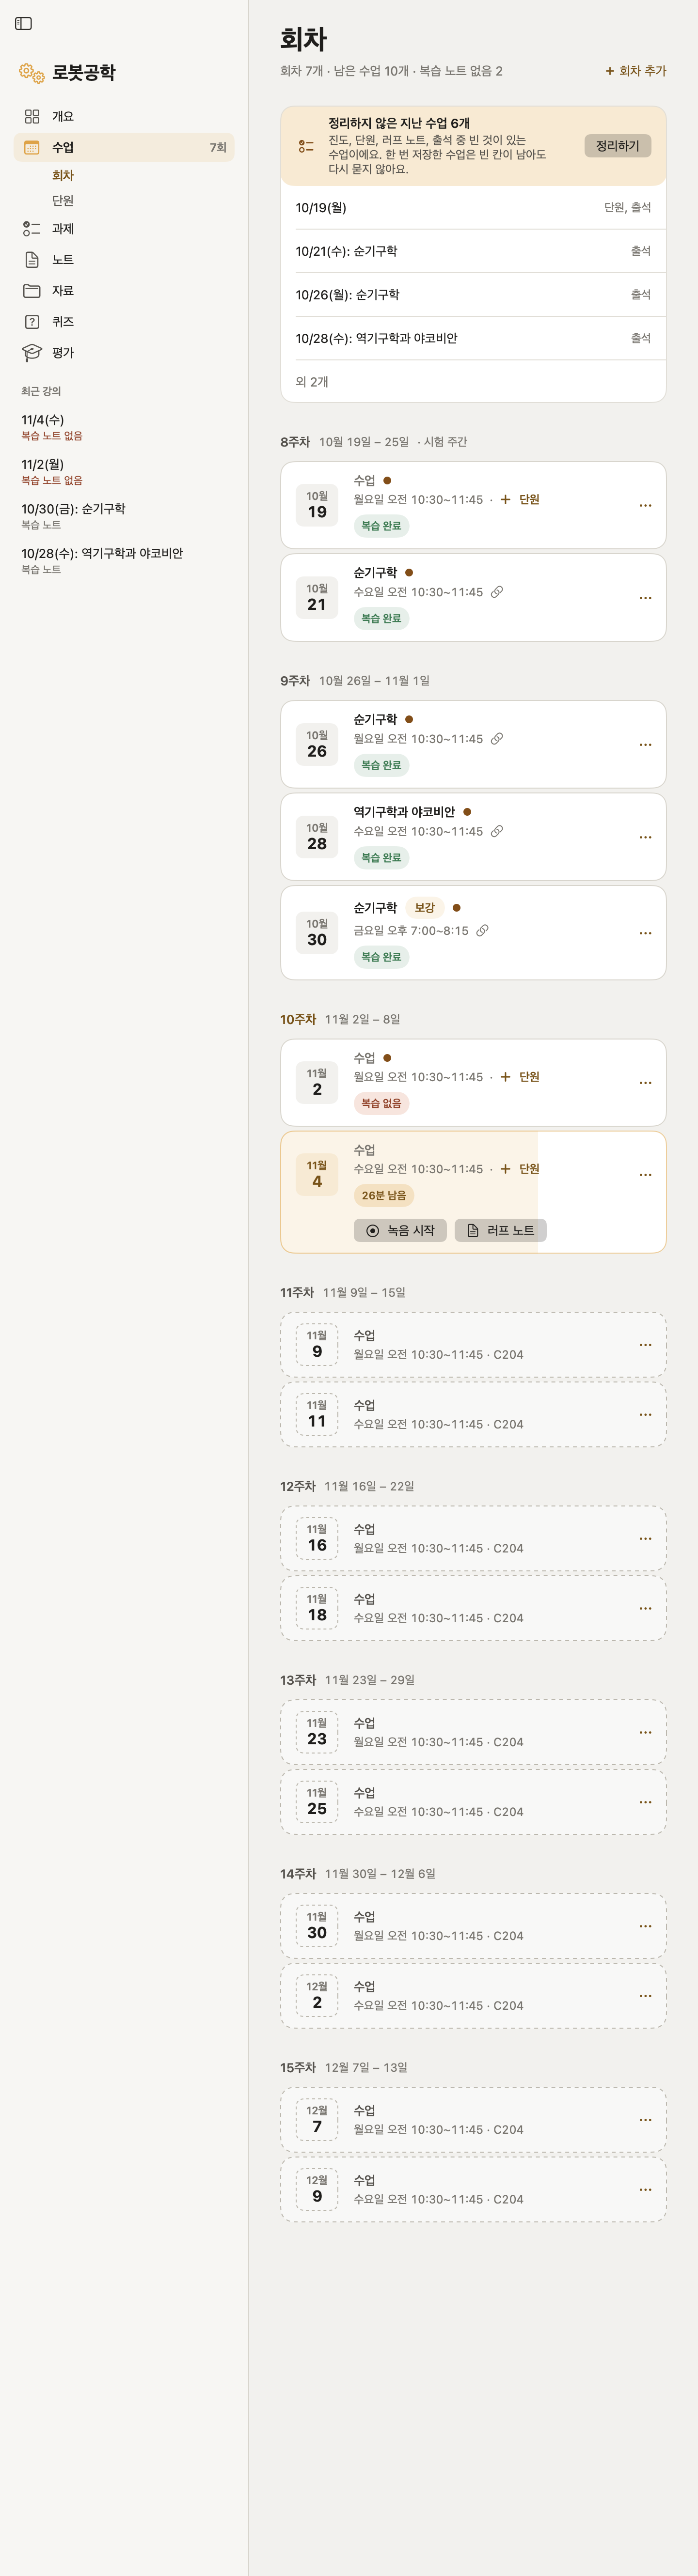 로봇공학
개요
수업 7회
회차
단원
과제
노트
자료
퀴즈
평가
최근 강의
11/4(수)
복습 노트 없음
11/2(월)
복습 노트 없음
10/30(금): 순기구학
복습 노트
10/28(수): 역기구학과 야코비안
복습 노트
회차
회차 7개 · 남은 수업 10개 · 복습 노트 없음 2
+ 회차 추가
정리하지 않은 지난 수업 6개
진도, 단원, 러프 노트, 출석 중 빈 것이 있는
수업이에요. 한 번 저장한 수업은 빈 칸이 남아도
다시 묻지 않아요.
정리하기
10/19(월) 단원, 출석
10/21(수): 순기구학 출석
10/26(월): 순기구학 출석
10/28(수): 역기구학과 야코비안 출석
외 2개
8주차 10월 19일 – 25일 · 시험 주간
10월
19
수업
월요일 오전 10:30~11:45 · + 단원
복습 완료
10월
21
순기구학
수요일 오전 10:30~11:45
복습 완료
9주차 10월 26일 – 11월 1일
10월
26
순기구학
월요일 오전 10:30~11:45
복습 완료
10월
28
역기구학과 야코비안
수요일 오전 10:30~11:45
복습 완료
10월
30
순기구학 보강
금요일 오후 7:00~8:15
복습 완료
10주차 11월 2일 – 8일
11월
2
수업
월요일 오전 10:30~11:45 · + 단원
복습 없음
11월
4
수업
수요일 오전 10:30~11:45 · + 단원
26분 남음
녹음 시작
러프 노트
11주차 11월 9일 – 15일
11월
9
수업
월요일 오전 10:30~11:45 · C204
11월
11
수업
수요일 오전 10:30~11:45 · C204
12주차 11월 16일 – 22일
11월
16
수업
월요일 오전 10:30~11:45 · C204
11월
18
수업
수요일 오전 10:30~11:45 · C204
13주차 11월 23일 – 29일
11월
23
수업
월요일 오전 10:30~11:45 · C204
11월
25
수업
수요일 오전 10:30~11:45 · C204
14주차 11월 30일 – 12월 6일
11월
30
수업
월요일 오전 10:30~11:45 · C204
12월
2
수업
수요일 오전 10:30~11:45 · C204
15주차 12월 7일 – 13일
12월
7
수업
월요일 오전 10:30~11:45 · C204
12월
9
수업
수요일 오전 10:30~11:45 · C204